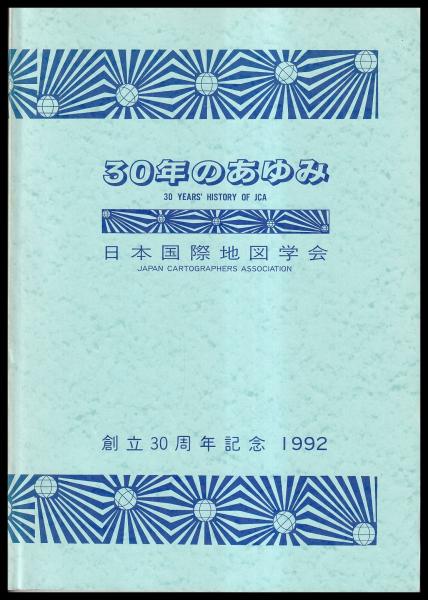 30年のあゆみ
30 YEARS' HISTORY OF JCA
日本国際地図学会
JAPAN CARTOGRAPHERS ASSOCIATION
創立30周年記念 1992